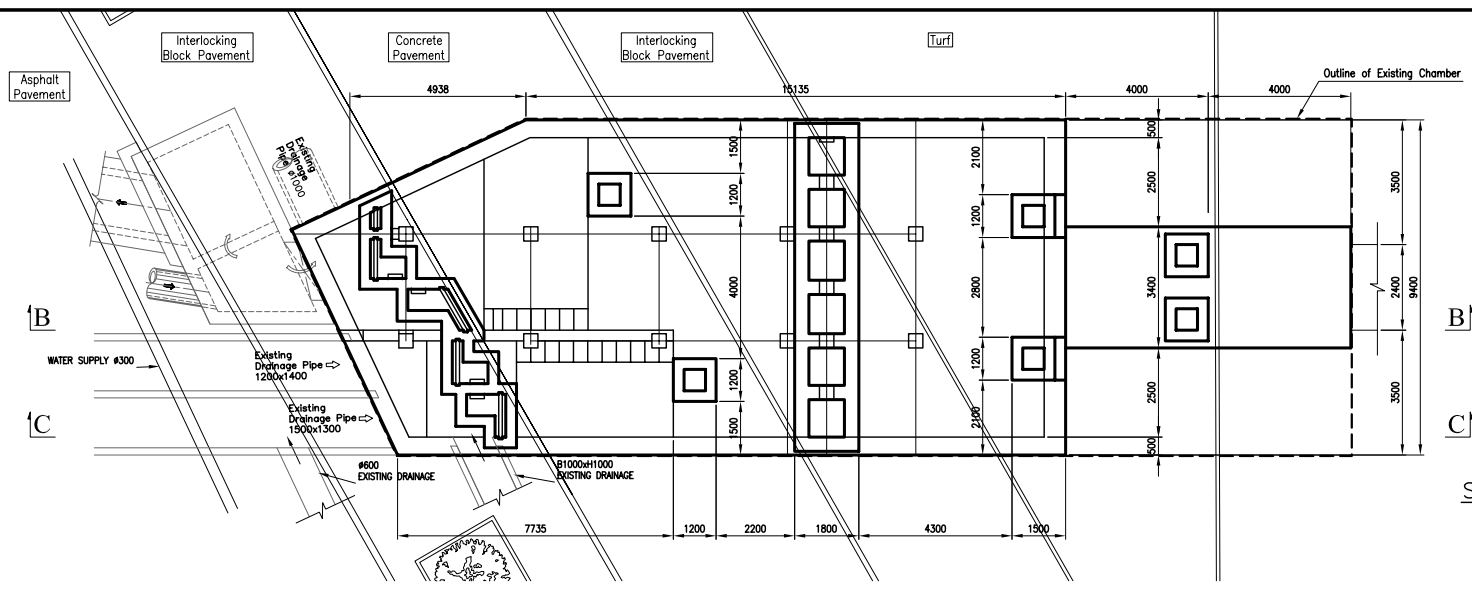 Interlocking
Block Pavement
Concrete
Pavement
Interlocking
Block Pavement
Turf
Asphalt
Pavement
Outline of Existing Chamber
4938
15135
4000
4000
Existing
Drainage
Pipe
ø1000
500
1500
2100
2500
3500
1200
1200
4000
2800
3400
2400
9400
B
B
WATER SUPPLY ø300
Existing
Drainage Pipe
1200x1400
1200
1200
2500
3500
Existing
Drainage Pipe
1500x1300
C
C
1500
2100
500
ø600
EXISTING DRAINAGE
B1000xH1000
EXISTING DRAINAGE
S
7735
1200
2200
1800
4300
1500